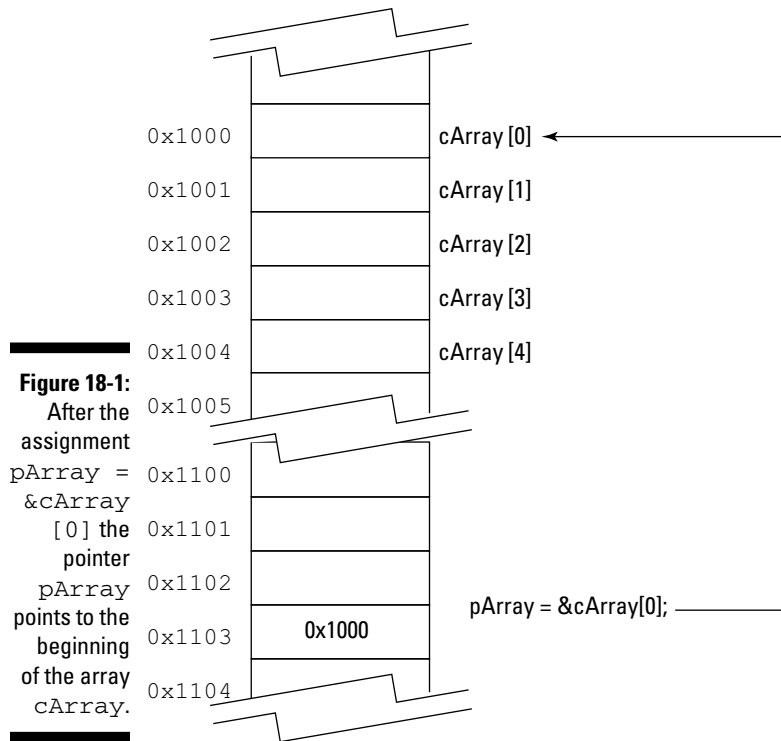 0x1000 cArray [0]
0x1001 cArray [1]
0x1002 cArray [2]
0x1003 cArray [3]
0x1004 cArray [4]
0x1005
0x1100
0x1101
0x1102
0x1103 0x1000 pArray = &cArray[0];
0x1104
Figure 18-1:
After the
assignment
pArray =
&cArray
[0] the
pointer
pArray
points to the
beginning
of the array
cArray.